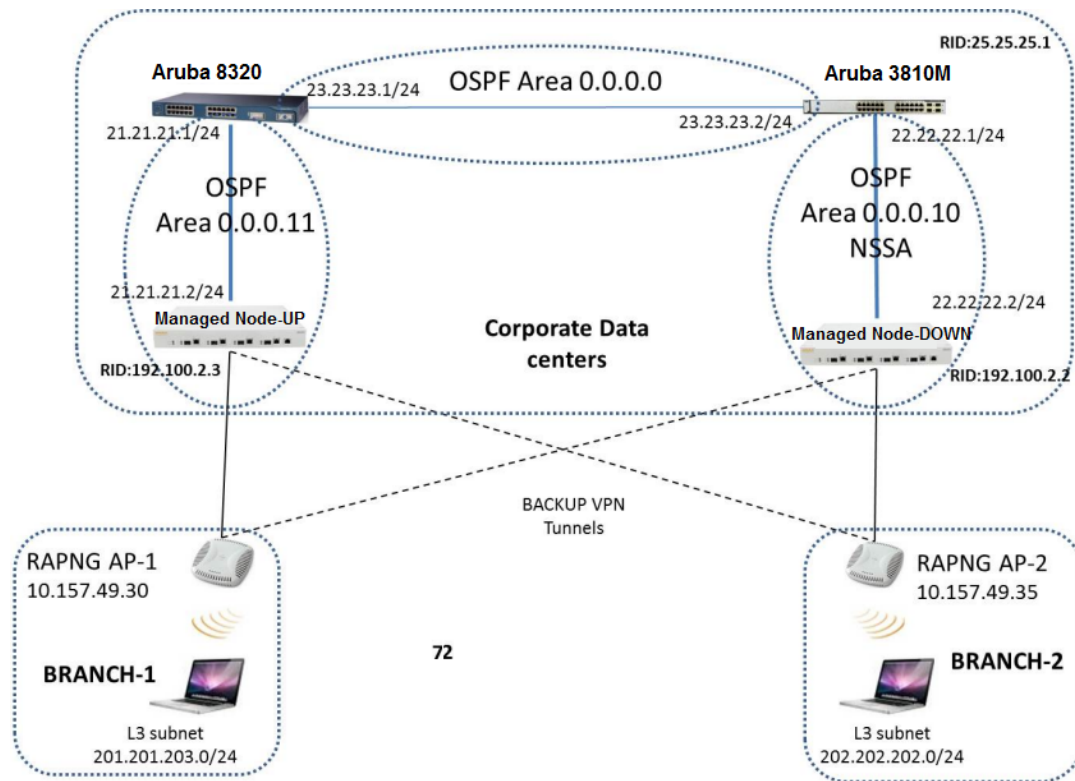 RID:25.25.25.1
Aruba 8320
OSPF Area 0.0.0.0
Aruba 3810M
23.23.23.1/24
21.21.21.1/24
23.23.23.2/24
22.22.22.1/24
OSPF
Area 0.0.0.11
OSPF
Area 0.0.0.10
NSSA
21.21.21.2/24
22.22.22.2/24
Managed Node-UP
Corporate Data
centers
Managed Node-DOWN
RID:192.100.2.3
RID:192.100.2.2
BACKUP VPN
Tunnels
RAPNG AP-1
10.157.49.30
RAPNG AP-2
10.157.49.35
72
BRANCH-1
BRANCH-2
L3 subnet
201.201.203.0/24
L3 subnet
202.202.202.0/24